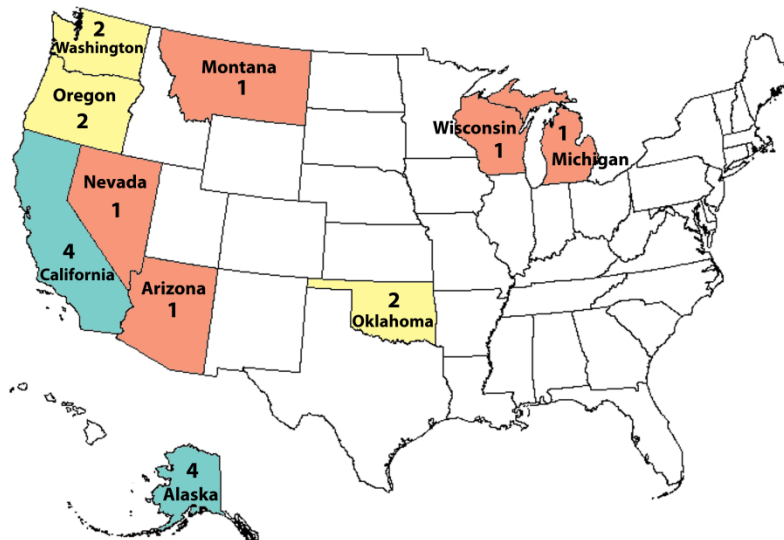 2
Washington
Oregon
2
Montana
1
Wisconsin
1
1
Michigan
Nevada
1
4
California
Arizona
1
2
Oklahoma
4
Alaska